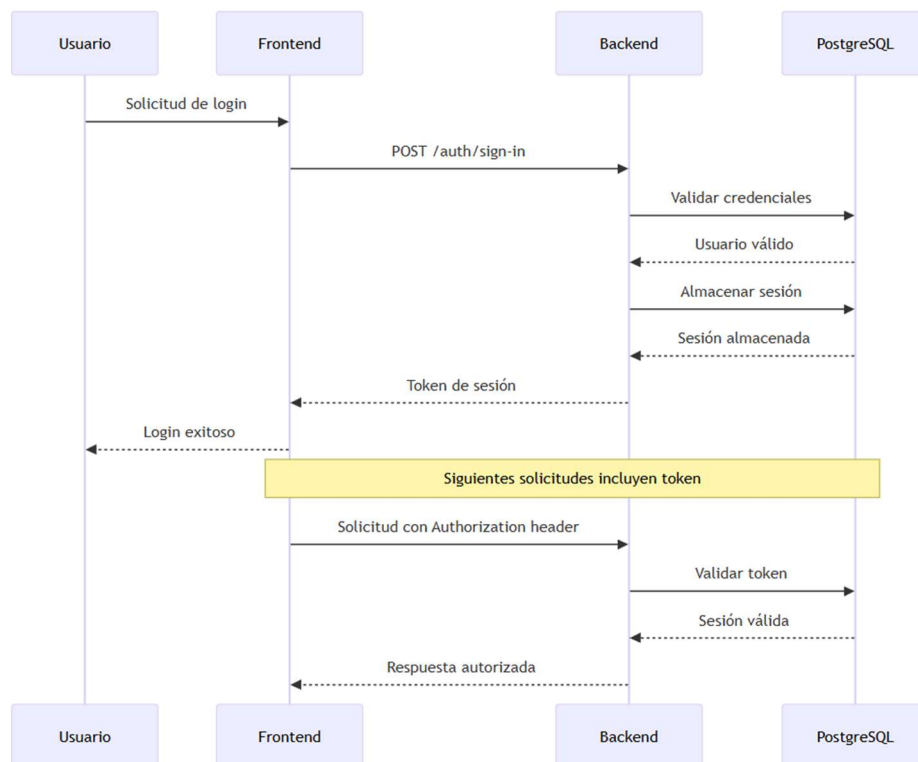 Usuario
Frontend
Backend
PostgreSQL
Solicitud de login
POST /auth/sign-in
Validar credenciales
Usuario válido
Almacenar sesión
Sesión almacenada
Token de sesión
Login exitoso
Siguientes solicitudes incluyen token
Solicitud con Authorization header
Validar token
Sesión válida
Respuesta autorizada
Usuario
Frontend
Backend
PostgreSQL